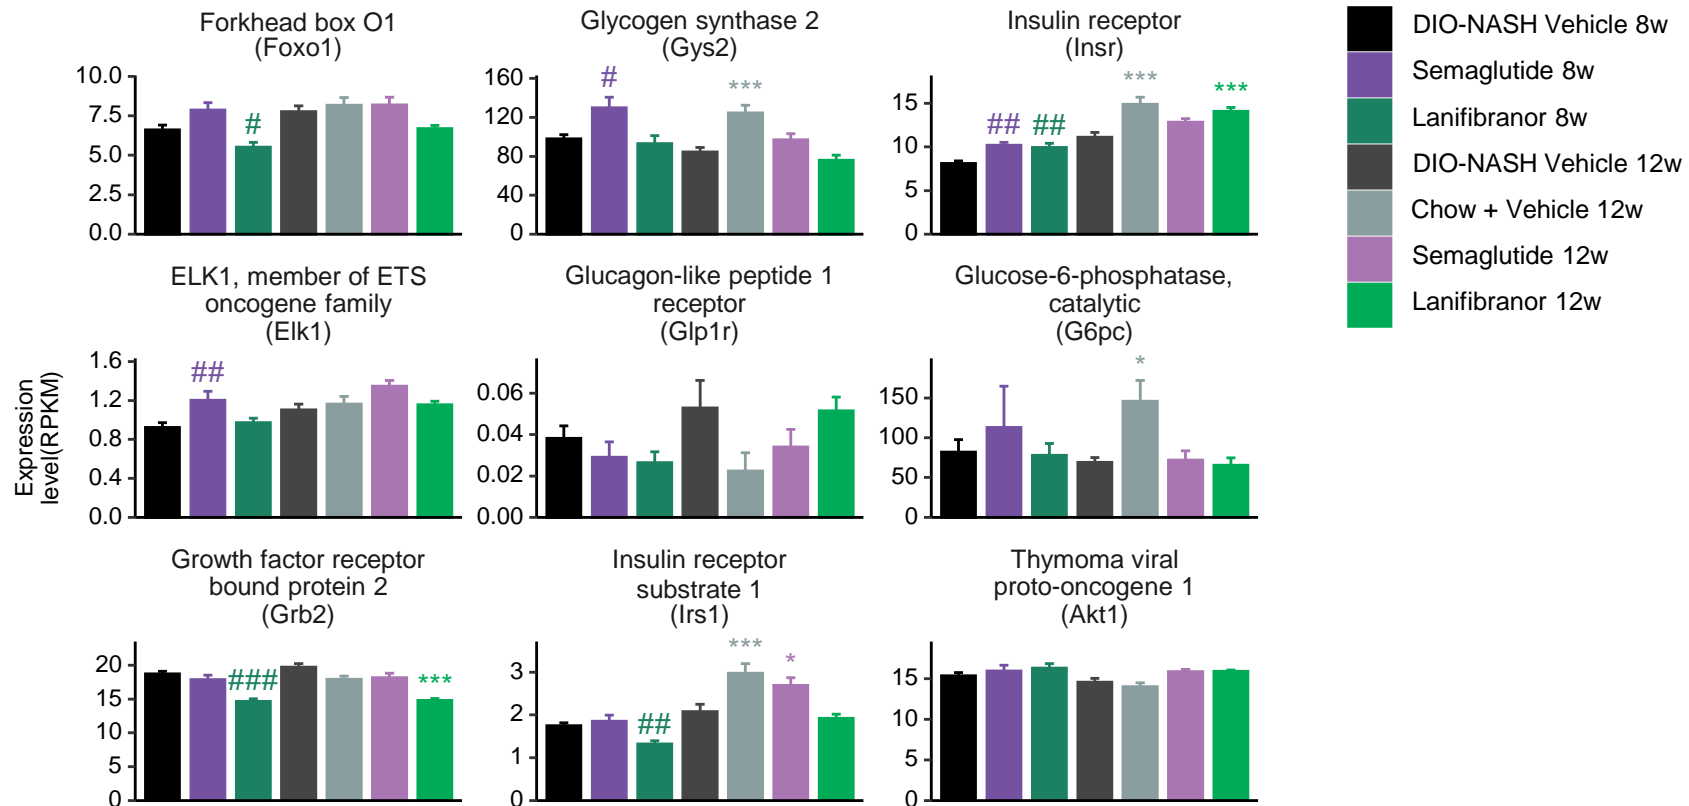 Forkhead box O1
(Foxo1)
10.0
7.5
5.0
2.5
0.0
#
Glycogen synthase 2
(Gys2)
160
120
80
40
0
#
***
Insulin receptor
(Insr)
15
10
5
0
##
##
***
***
DIO-NASH Vehicle 8w
Semaglutide 8w
Lanifibranor 8w
DIO-NASH Vehicle 12w
Chow + Vehicle 12w
Semaglutide 12w
Lanifibranor 12w
Expression
level(RPKM)
ELK1, member of ETS
oncogene family
(Elk1)
1.6
1.2
0.8
0.4
0.0
##
Glucagon-like peptide 1
receptor
(Glp1r)
0.06
0.04
0.02
0.00
Glucose-6-phosphatase,
catalytic
(G6pc)
150
100
50
0
*
Growth factor receptor
bound protein 2
(Grb2)
20
15
10
5
0
###
***
Insulin receptor
substrate 1
(Irs1)
3
2
1
0
##
***
*
Thymoma viral
proto-oncogene 1
(Akt1)
15
10
5
0